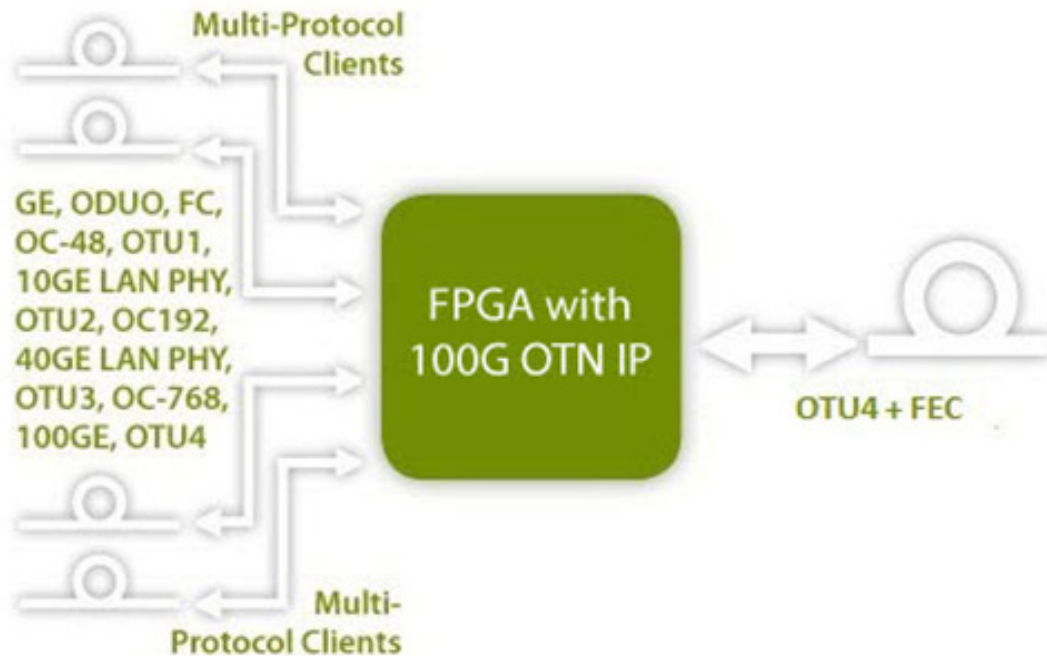 Multi-Protocol
Clients
GE, ODUO, FC,
OC-48, OTU1,
10GE LAN PHY,
OTU2, OC192,
40GE LAN PHY,
OTU3, OC-768,
100GE, OTU4
FPGA with
100G OTN IP
OTU4 + FEC
Multi-
Protocol Clients